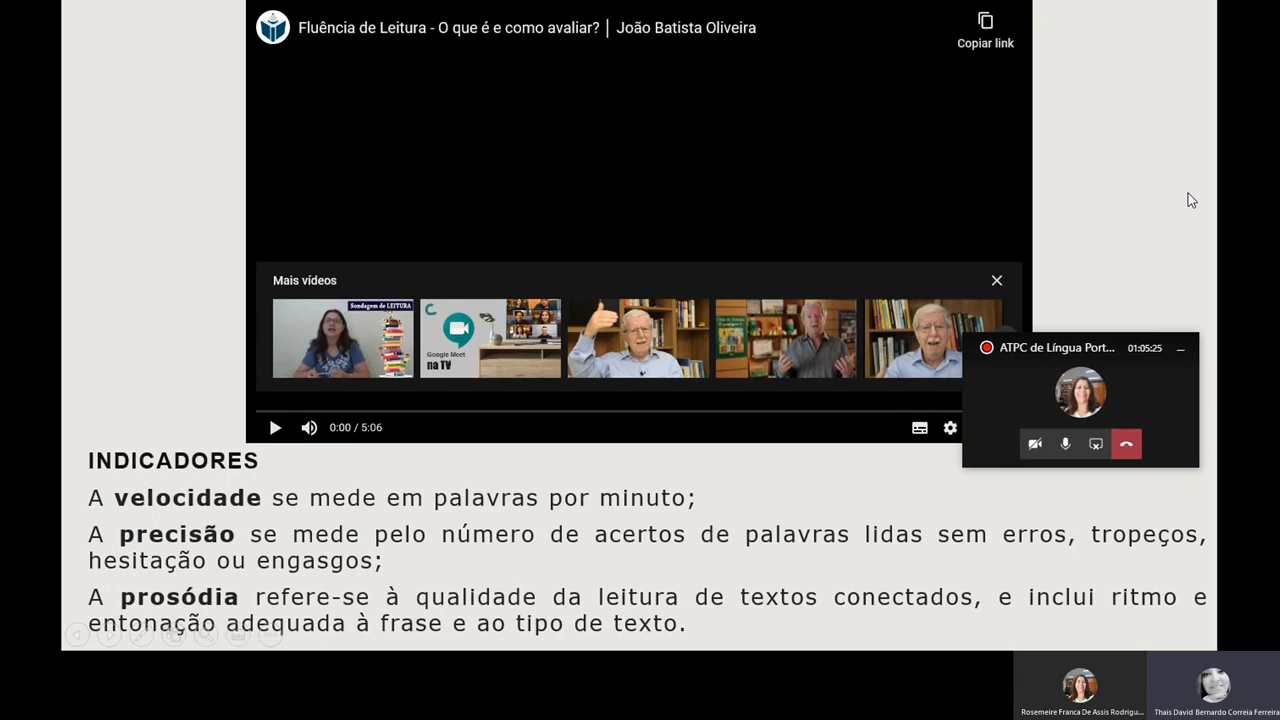 Fluência de Leitura - O que é e como avaliar? | João Batista Oliveira
Copiar link
Mais vídeos
Sondagem de LEITURA
Google Meet
na TV
ATPC de Língua Port... 01:05:25
0:00 / 5:06
INDICADORES
A velocidade se mede em palavras por minuto;
A precisão se mede pelo número de acertos de palavras lidas sem erros, tropeços,
hesitação ou engasgos;
A prosódia refere-se à qualidade da leitura de textos conectados, e inclui ritmo e
entonação adequada à frase e ao tipo de texto.
Rosemeire Franca De Assis Rodrigu...
Thais David Bernardo Correia Ferreira